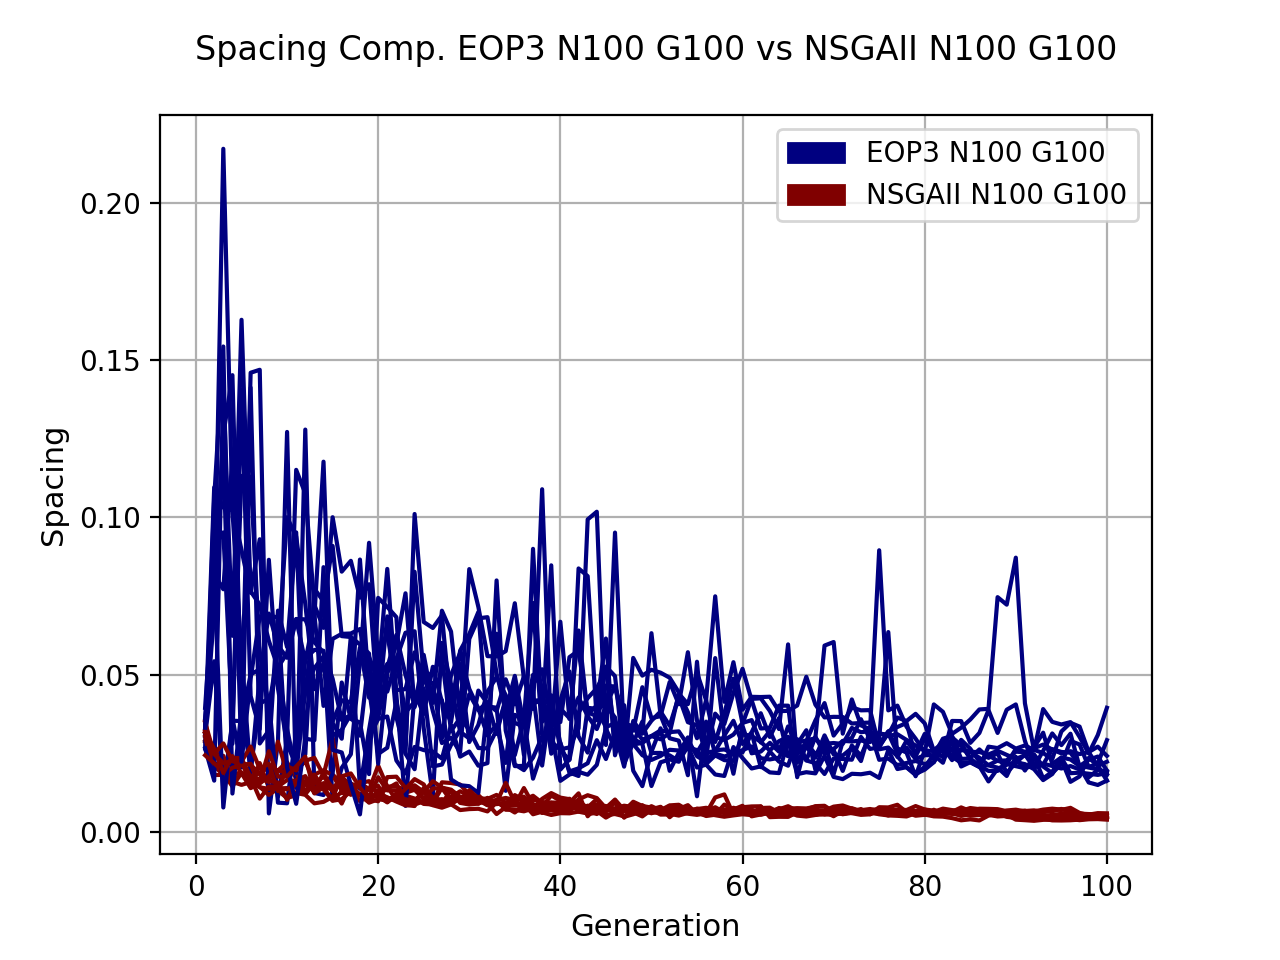 Spacing Comp. EOP3 N100 G100 vs NSGAII N100 G100
EOP3 N100 G100
NSGAII N100 G100
0.20
0.15
0.10
0.05
0.00
Spacing
0 20 40 60 80 100
Generation